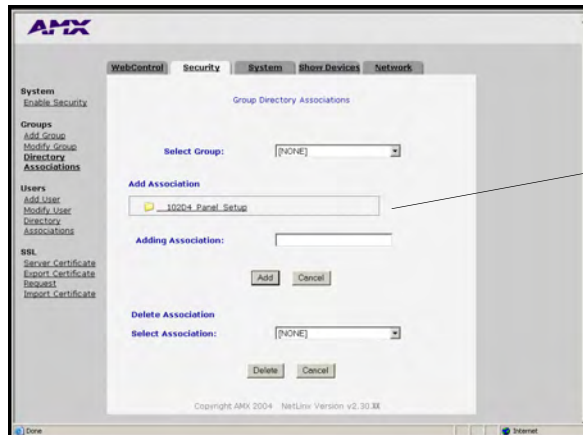 AMX
WebControl Security System Show Devices Network
System
Enable Security
Groups
Add Group
Modify Group
Directory
Associations
Users
Add User
Modify User
Directory
Associations
SSL
Server Certificate
Export Certificate
Request
Import Certificate
Group Directory Associations
Select Group: [NONE]
Add Association
__102D4_Panel_Setup
Adding Association:
Add Cancel
Delete Association
Select Association: [NONE]
Delete Cancel
Copyright AMX 2004 NetLinx Version v2.30.XX
Done Internet